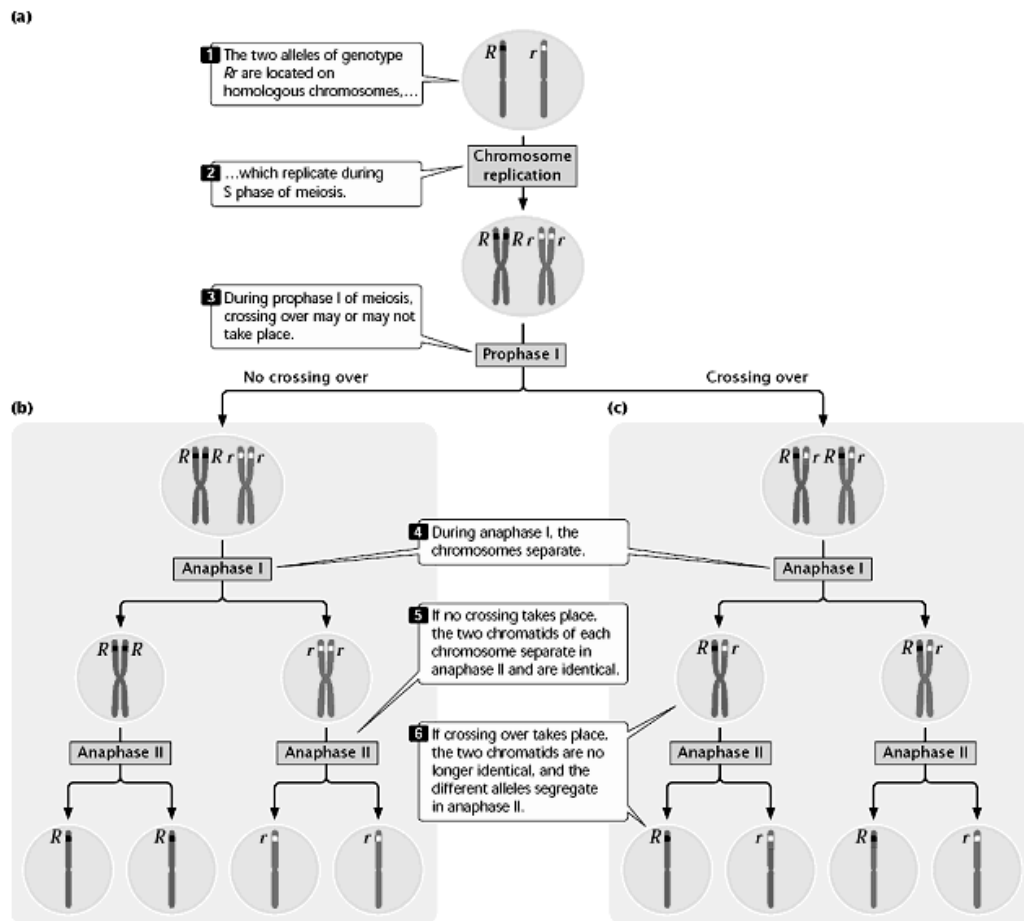 (a)
1 The two alleles of genotype
Rr are located on
homologous chromosomes,…
R r
Chromosome
replication
2 …which replicate during
S phase of meiosis.
R R r r
3 During prophase I of meiosis,
crossing over may or may not
take place.
Prophase I
No crossing over
Crossing over
(b)
(c)
R R r r
R r R r
4 During anaphase I, the
chromosomes separate.
Anaphase I
Anaphase I
5 If no crossing takes place,
the two chromatids of each
chromosome separate in
anaphase II and are identical.
R R
r r
R r
R r
6 If crossing over takes place,
the two chromatids are no
longer identical, and the
different alleles segregate
in anaphase II.
Anaphase II
Anaphase II
Anaphase II
Anaphase II
R
R
r
r
R
r
R
r